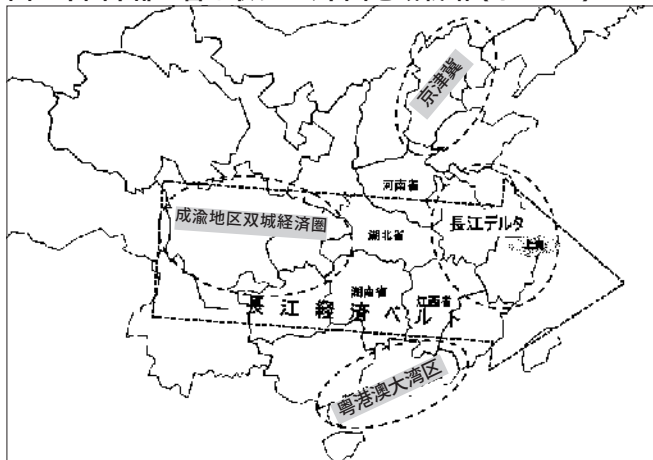 京津冀
河南省
成渝地区双城経済圏
長江デルタ
湖北省
上海
湖南省
江西省
長江経済ベルト
粤港澳大湾区